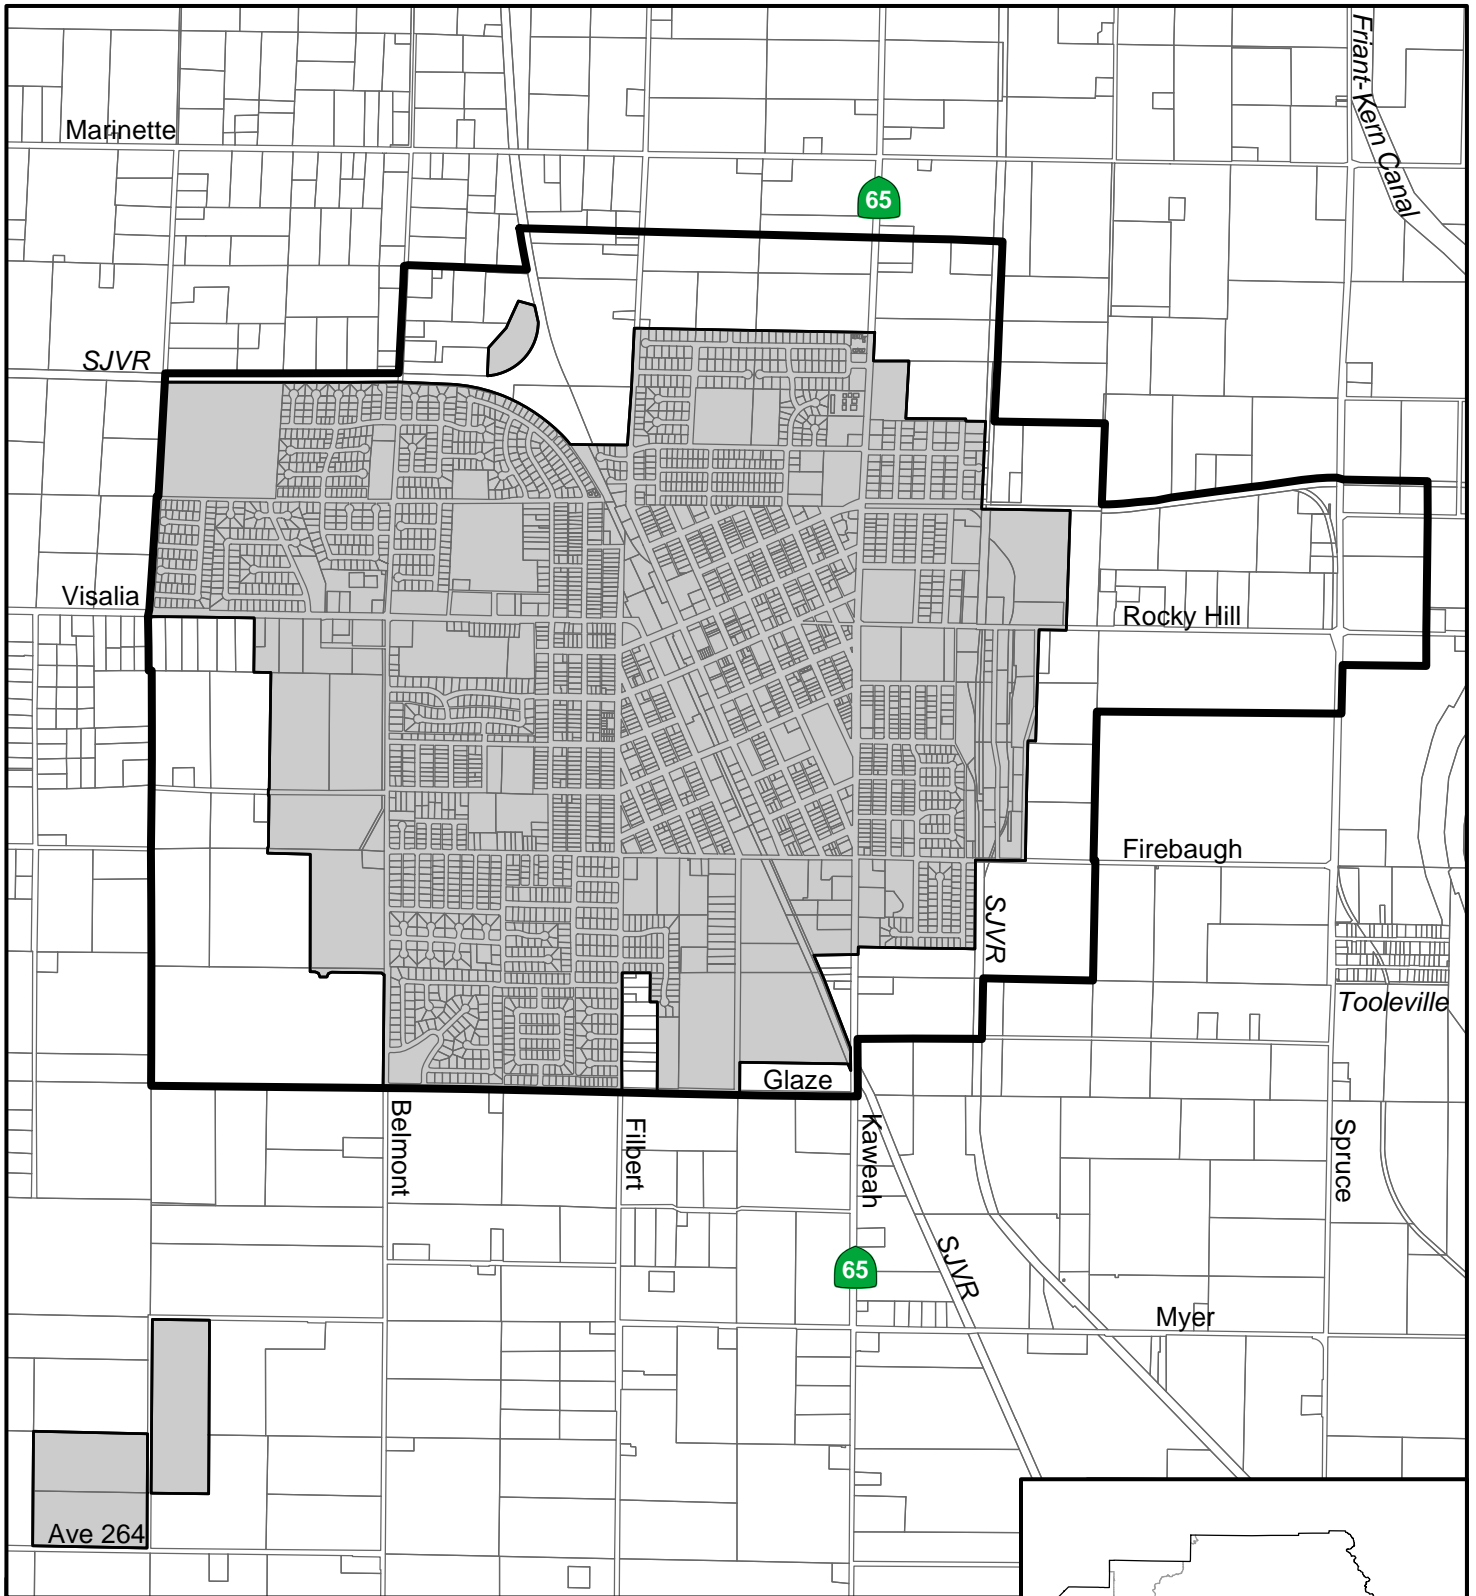 Friant-Kern Canal
Marinette
65
SJVR
Visalia
Rocky Hill
Firebaugh
SJVR
Tooleville
Glaze
Belmont
Filbert
Kaweah
Spruce
SJVR
65
Myer
Ave 264